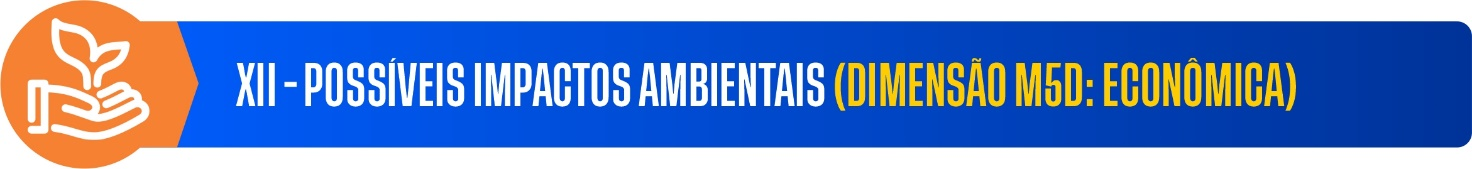 XII - POSSÍVEIS IMPACTOS AMBIENTAIS (DIMENSÃO M5D: ECONÔMICA)